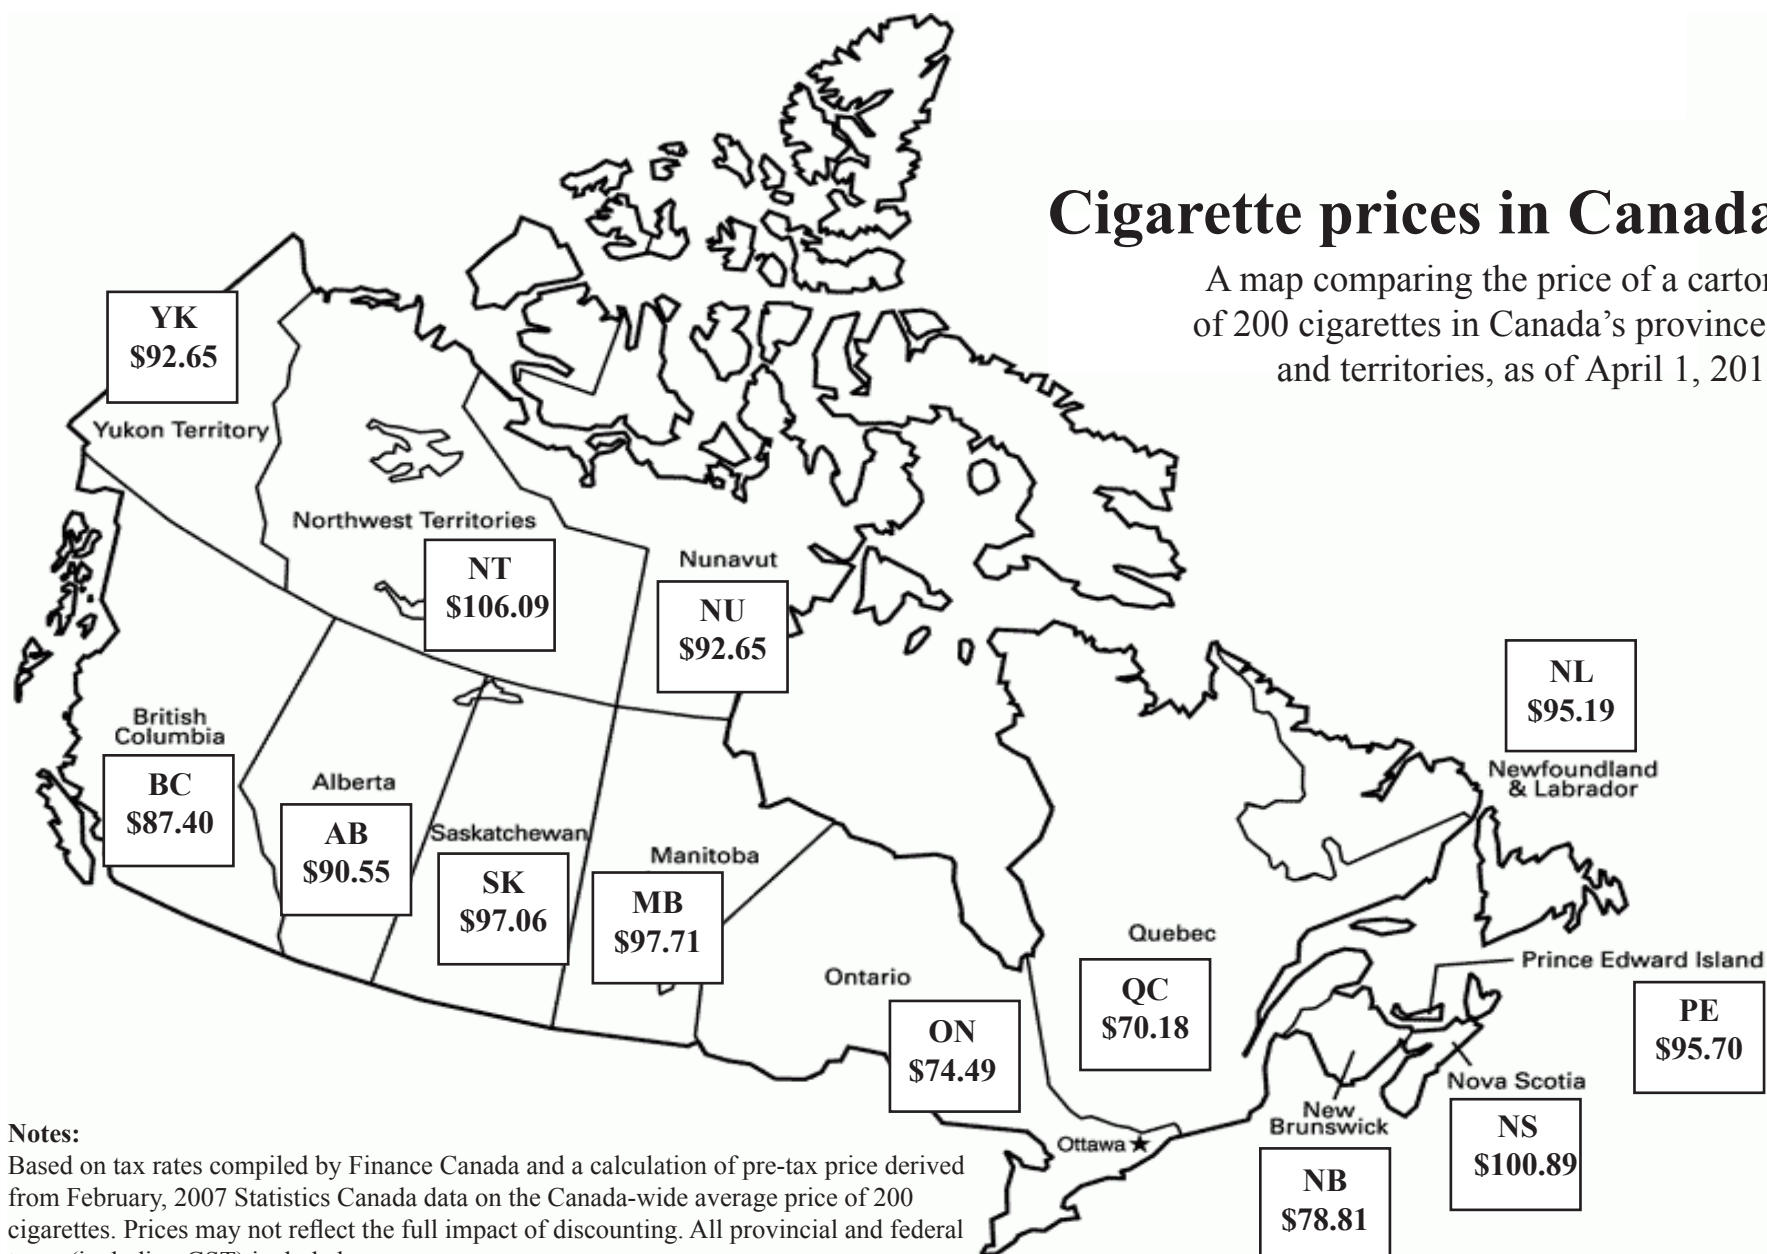 Cigarette prices in Canada
A map comparing the price of a carton
of 200 cigarettes in Canada’s province
and territories, as of April 1, 201
YK
$92.65
Yukon Territory
Northwest Territories
NT
$106.09
Nunavut
NU
$92.65
NL
$95.19
Newfoundland
& Labrador
British
Columbia
BC
$87.40
Alberta
AB
$90.55
Saskatchewan
SK
$97.06
Manitoba
MB
$97.71
Ontario
ON
$74.49
Quebec
QC
$70.18
Prince Edward Island
PE
$95.70
Nova Scotia
NS
$100.89
New
Brunswick
NB
$78.81
Ottawa
Notes:
Based on tax rates compiled by Finance Canada and a calculation of pre-tax price derived
from February, 2007 Statistics Canada data on the Canada-wide average price of 200
cigarettes. Prices may not reflect the full impact of discounting. All provincial and federal